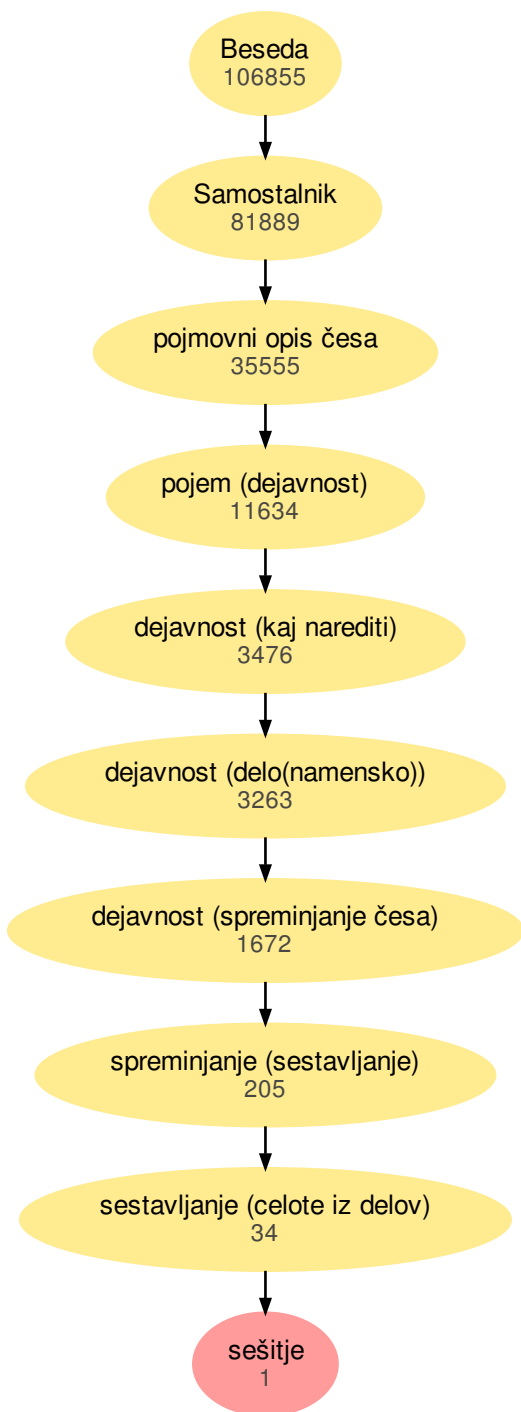 Beseda
106855
Samostalnik
81889
pojmovni opis česa
35555
pojem (dejavnost)
11634
dejavnost (kaj narediti)
3476
dejavnost (delo(namensko))
3263
dejavnost (spreminjanje česa)
1672
spreminjanje (sestavljanje)
205
sestavljanje (celote iz delov)
34
sešitje
1